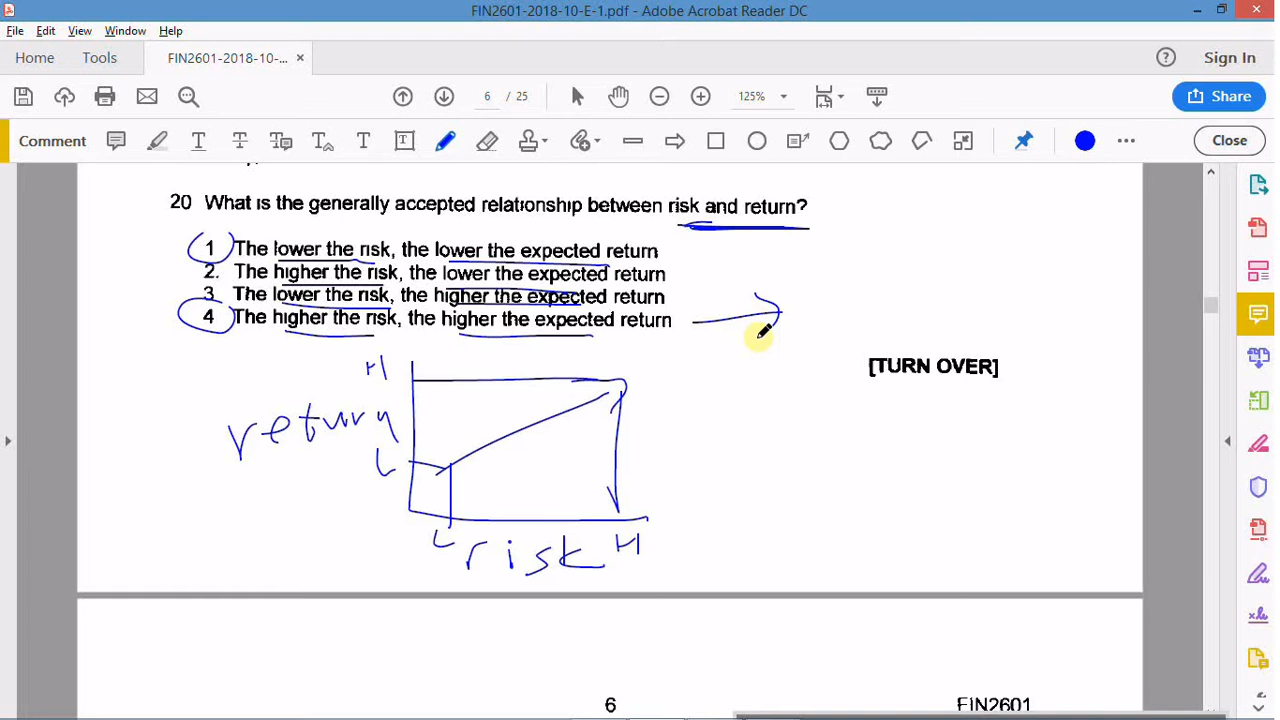 FIN2601-2018-10-E-1.pdf - Adobe Acrobat Reader DC
File Edit View Window Help
Home Tools FIN2601-2018-10-... × Sign In
6 / 25 125% Share
Comment Close
20 What is the generally accepted relationship between risk and return?
1 The lower the risk, the lower the expected return
2. The higher the risk, the lower the expected return
3 The lower the risk, the higher the expected return
4 The higher the risk, the higher the expected return
[TURN OVER]
H
return
L
L risk H
6 FIN2601